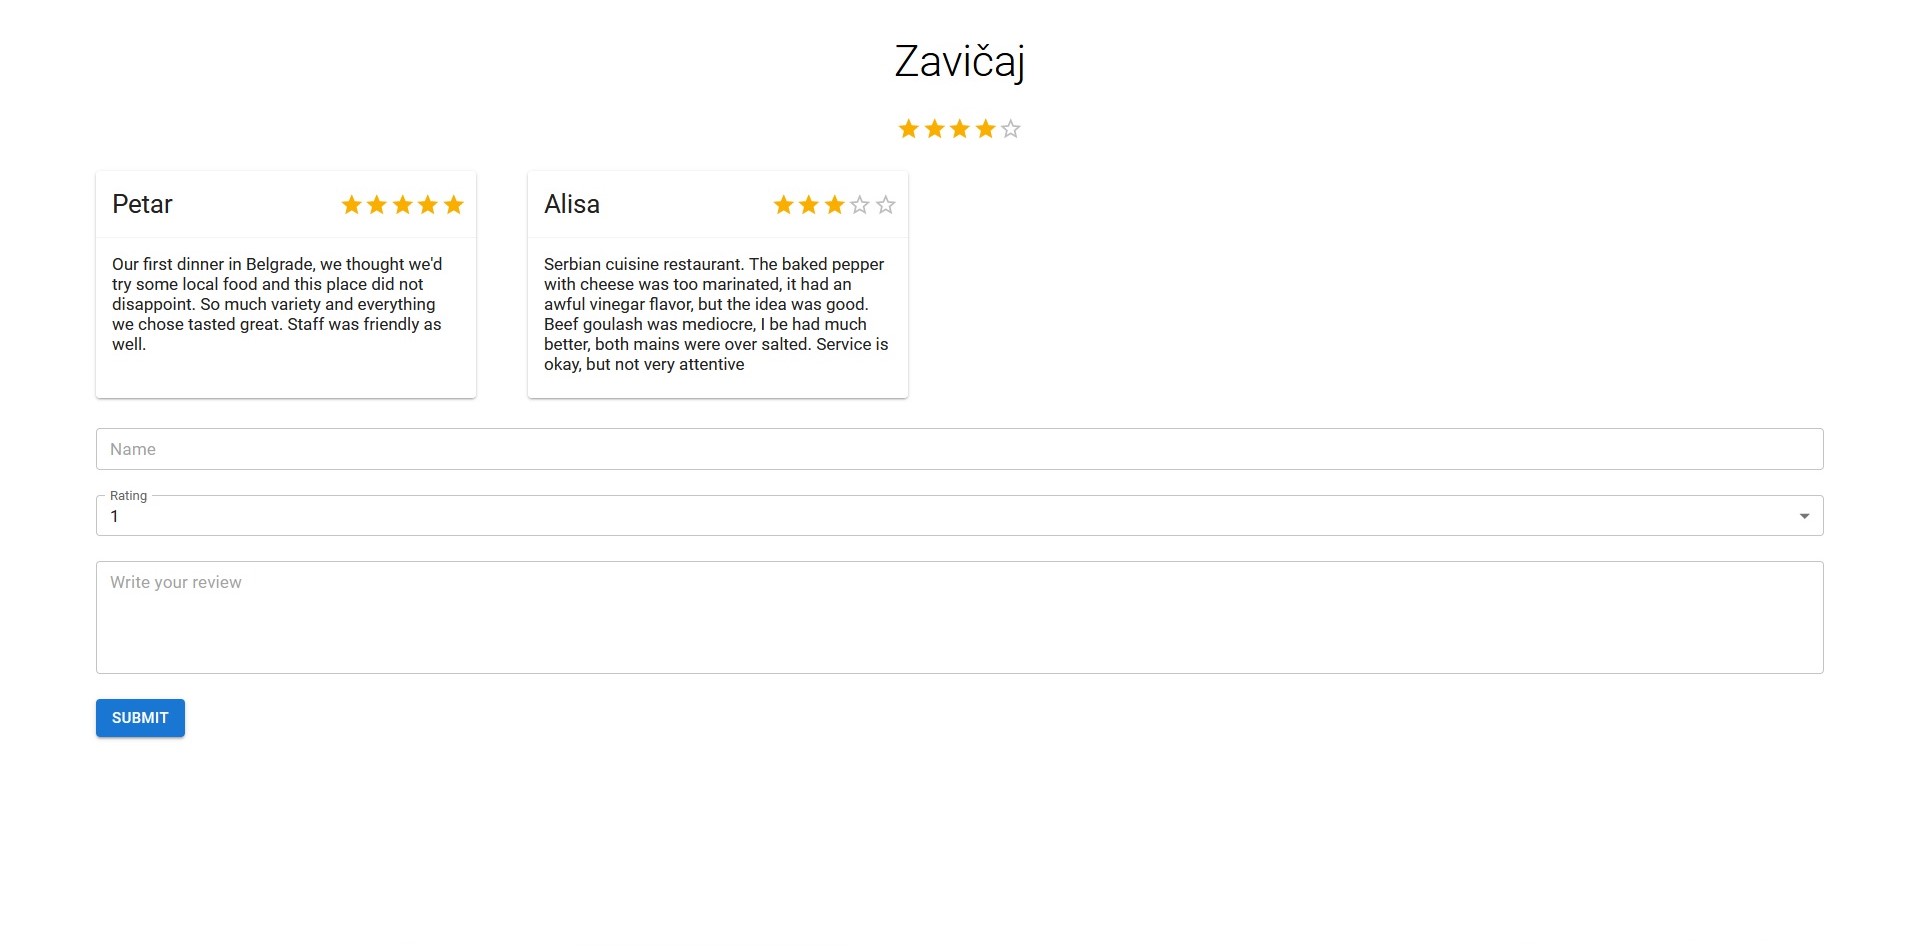 Zavičaj
Petar
Our first dinner in Belgrade, we thought we'd
try some local food and this place did not
disappoint. So much variety and everything
we chose tasted great. Staff was friendly as
well.
Alisa
Serbian cuisine restaurant. The baked pepper
with cheese was too marinated, it had an
awful vinegar flavor, but the idea was good.
Beef goulash was mediocre, I be had much
better, both mains were over salted. Service is
okay, but not very attentive
Name
Rating
1
Write your review
SUBMIT